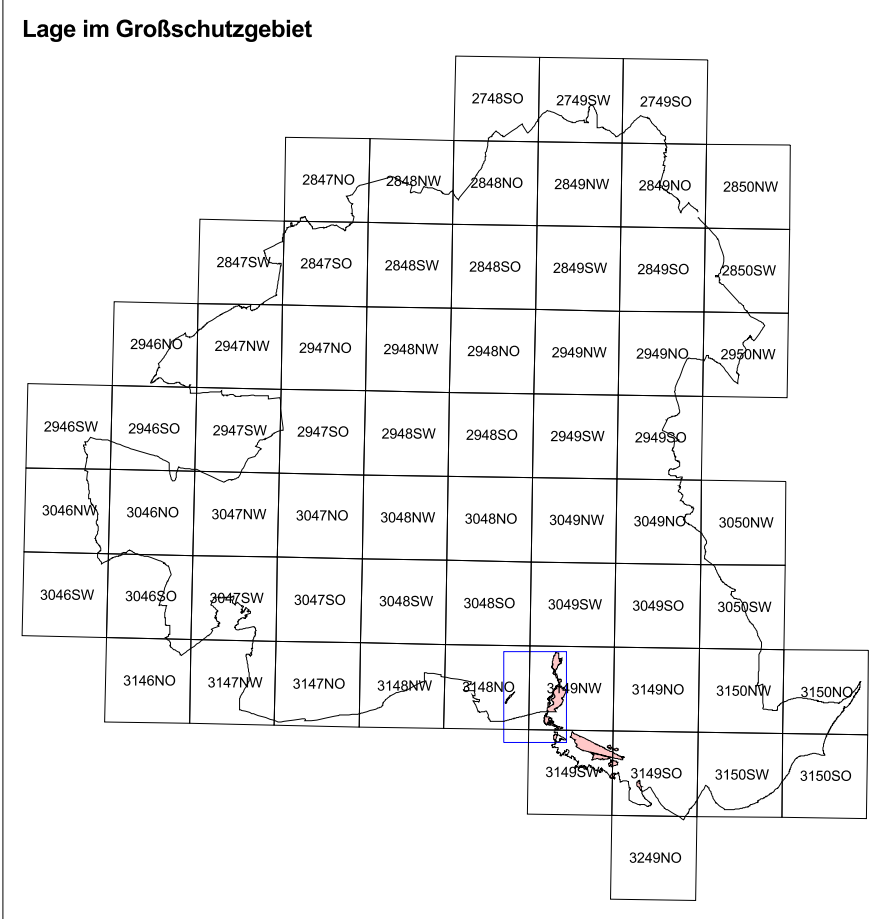 Lage im Großschutzgebiet
2748SO 2749SW 2749SO
2847NO 2848NW 2848NO 2849NW 2849NO 2850NW
2847SW 2847SO 2848SW 2848SO 2849SW 2849SO 2850SW
2946NO 2947NW 2947NO 2948NW 2948NO 2949NW 2949NO 2950NW
2946SW 2946SO 2947SW 2947SO 2948SW 2948SO 2949SW 2949SO
3046NW 3046NO 3047NW 3047NO 3048NW 3048NO 3049NW 3049NO 3050NW
3046SW 3046SO 3047SW 3047SO 3048SW 3048SO 3049SW 3049SO 3050SW
3146NO 3147NW 3147NO 3148NW 3148NO 3149NW 3149NO 3150NW 3150NO
3149SW 3149SO 3150SW 3150SO
3249NO